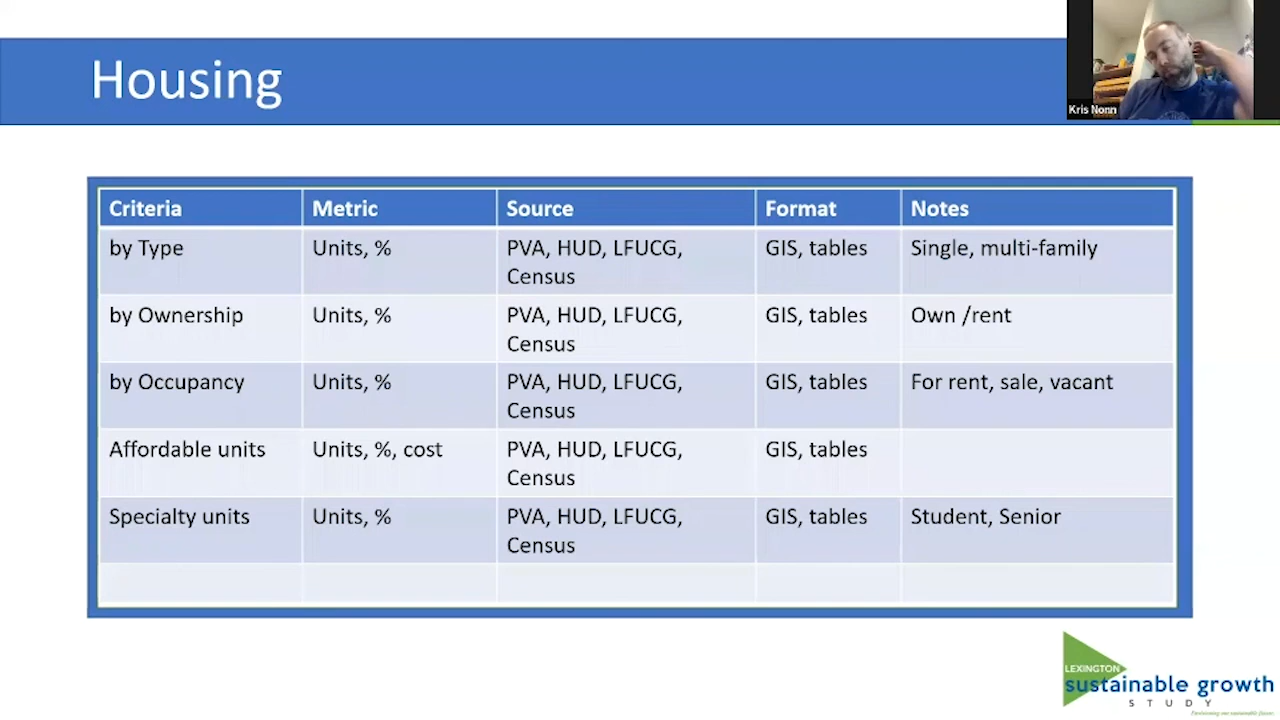 Housing
Kris Nonn
Criteria Metric Source Format Notes
by Type Units, % PVA, HUD, LFUCG, GIS, tables Single, multi-family
Census
by Ownership Units, % PVA, HUD, LFUCG, GIS, tables Own /rent
Census
by Occupancy Units, % PVA, HUD, LFUCG, GIS, tables For rent, sale, vacant
Census
Affordable units Units, %, cost PVA, HUD, LFUCG, GIS, tables
Census
Specialty units Units, % PVA, HUD, LFUCG, GIS, tables Student, Senior
Census
LEXINGTON
sustainable growth
STUDY